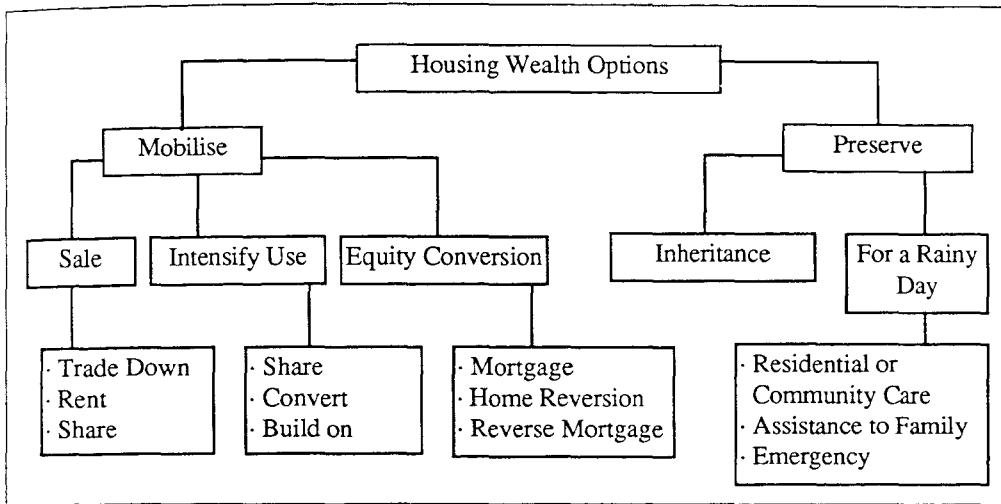 Housing Wealth Options
Mobilise
Preserve
Sale
Intensify Use
Equity Conversion
Inheritance
For a Rainy
Day
· Trade Down
· Rent
· Share
· Share
· Convert
· Build on
· Mortgage
· Home Reversion
· Reverse Mortgage
· Residential or
Community Care
· Assistance to Family
· Emergency